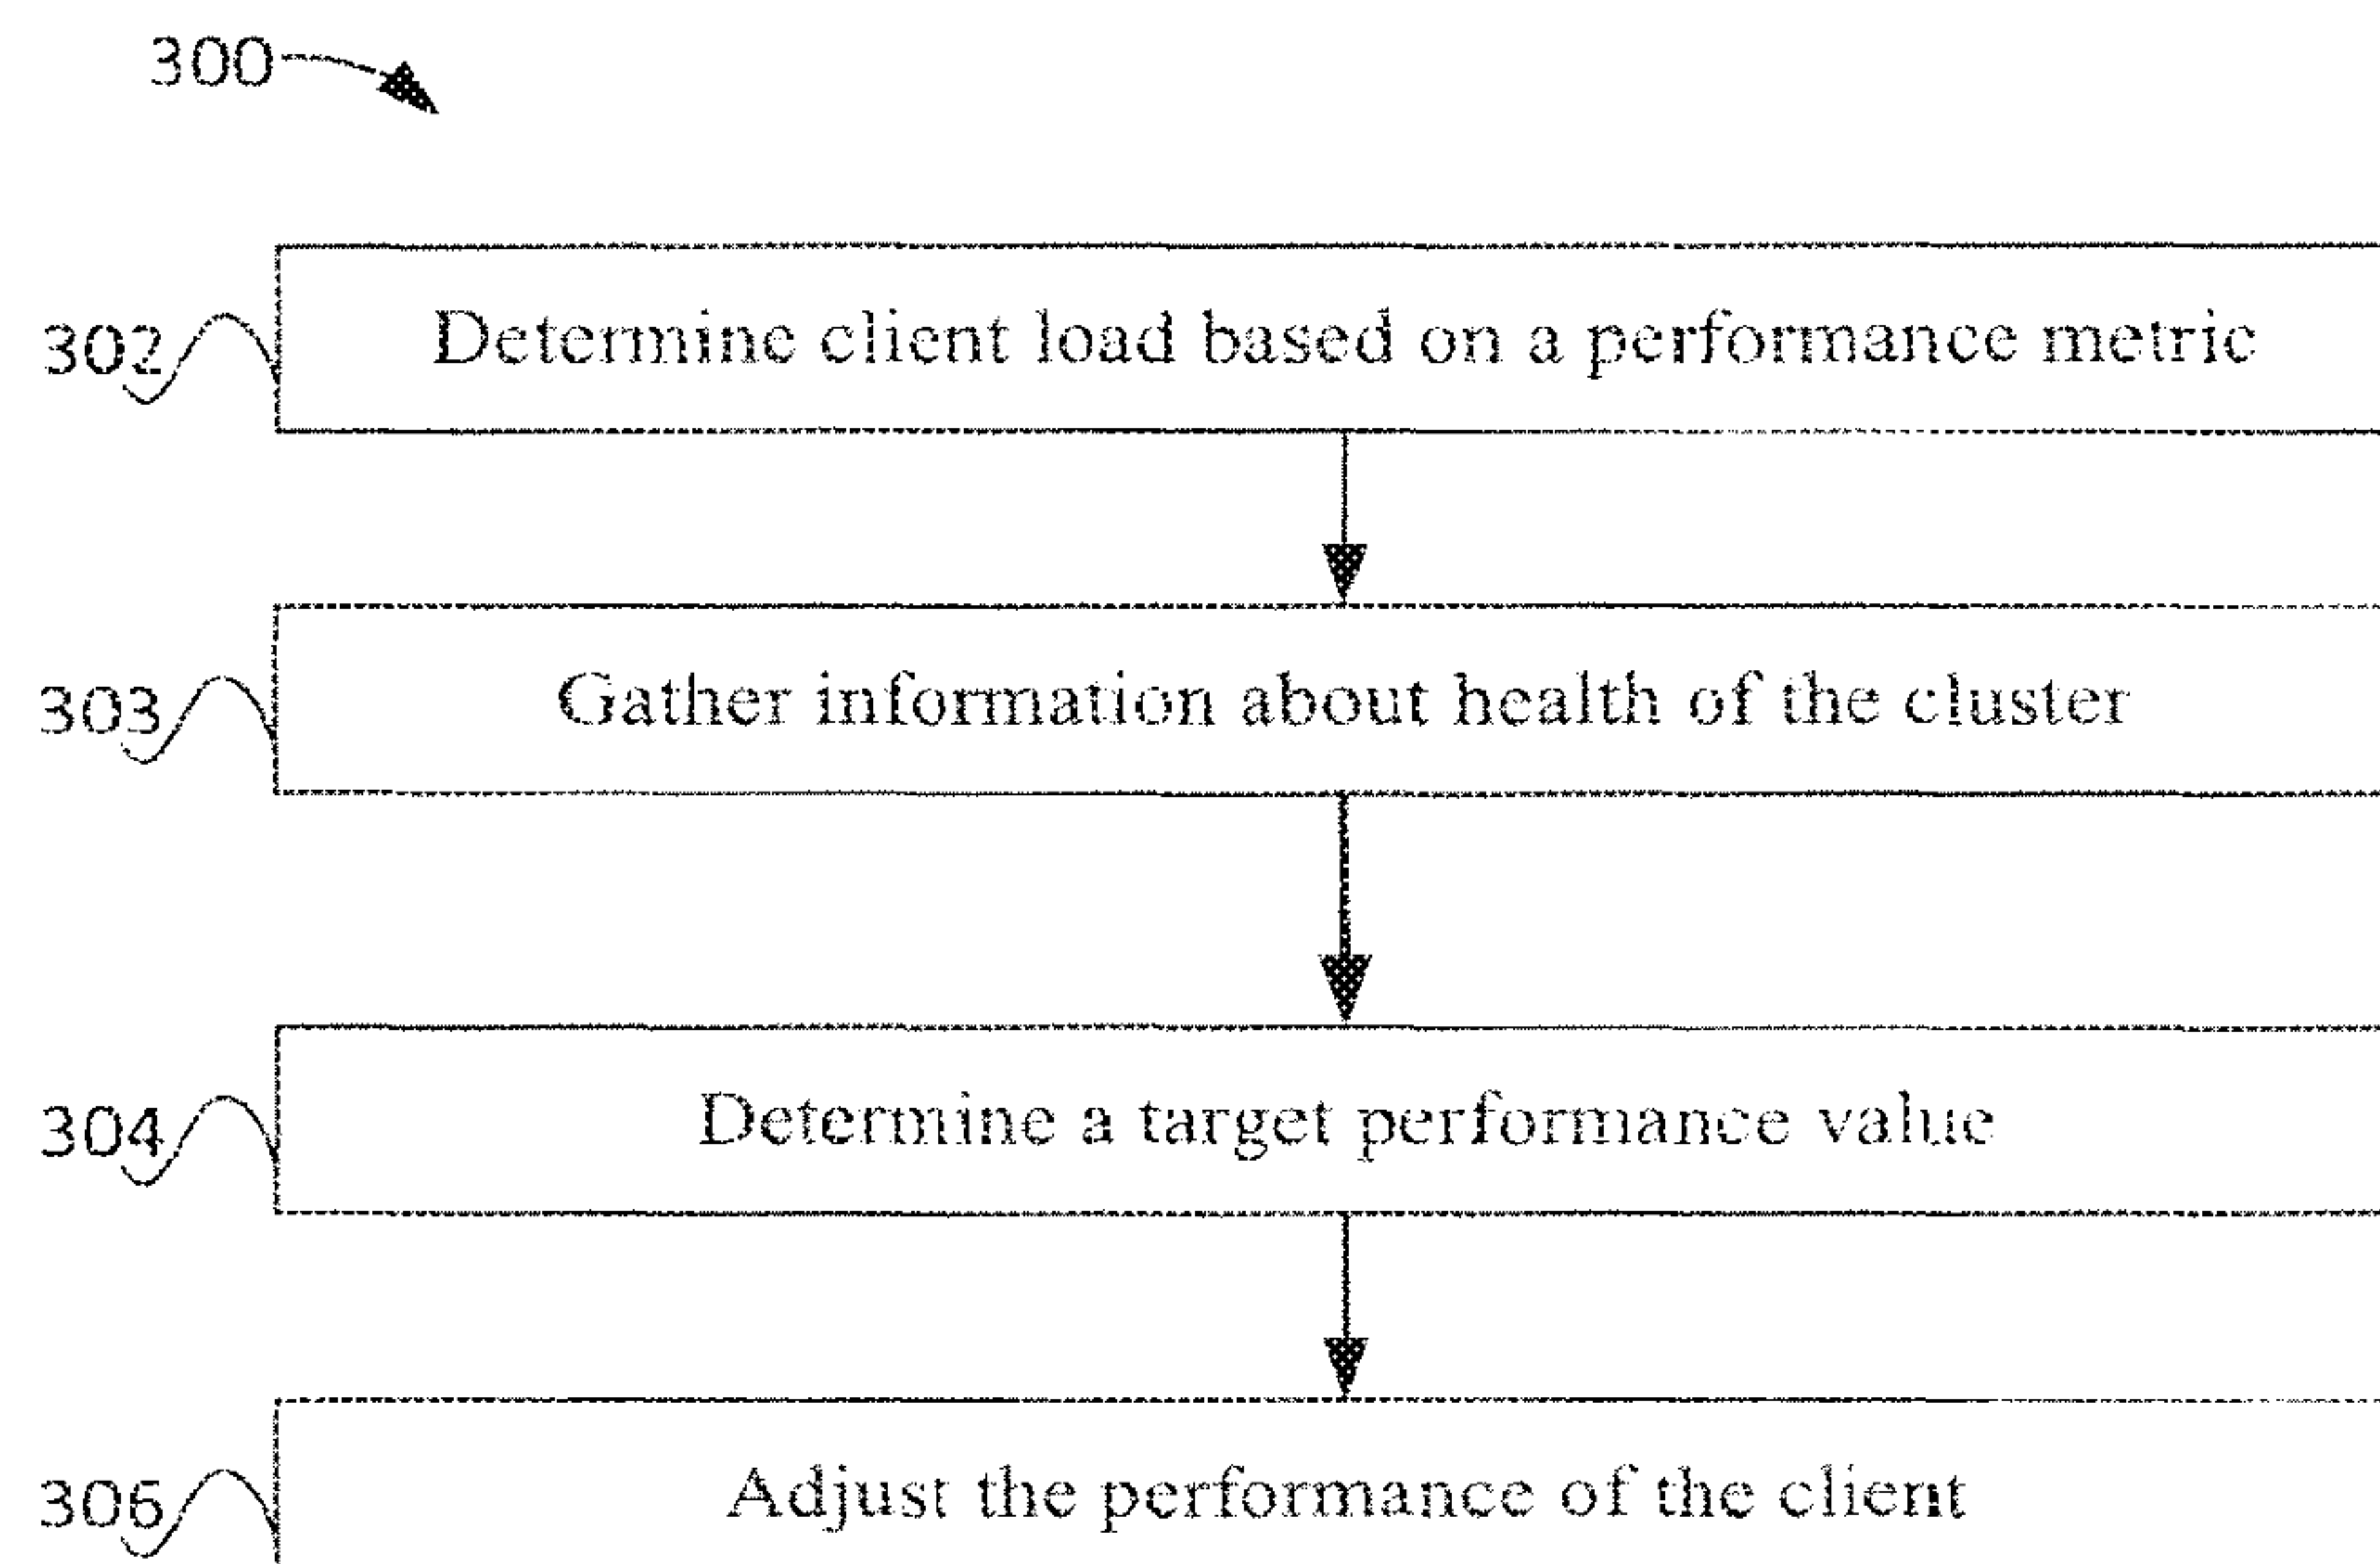 300
302 Determine client load based on a performance metric
303 Gather information about health of the cluster
304 Determine a target performance value
306 Adjust the performance of the client